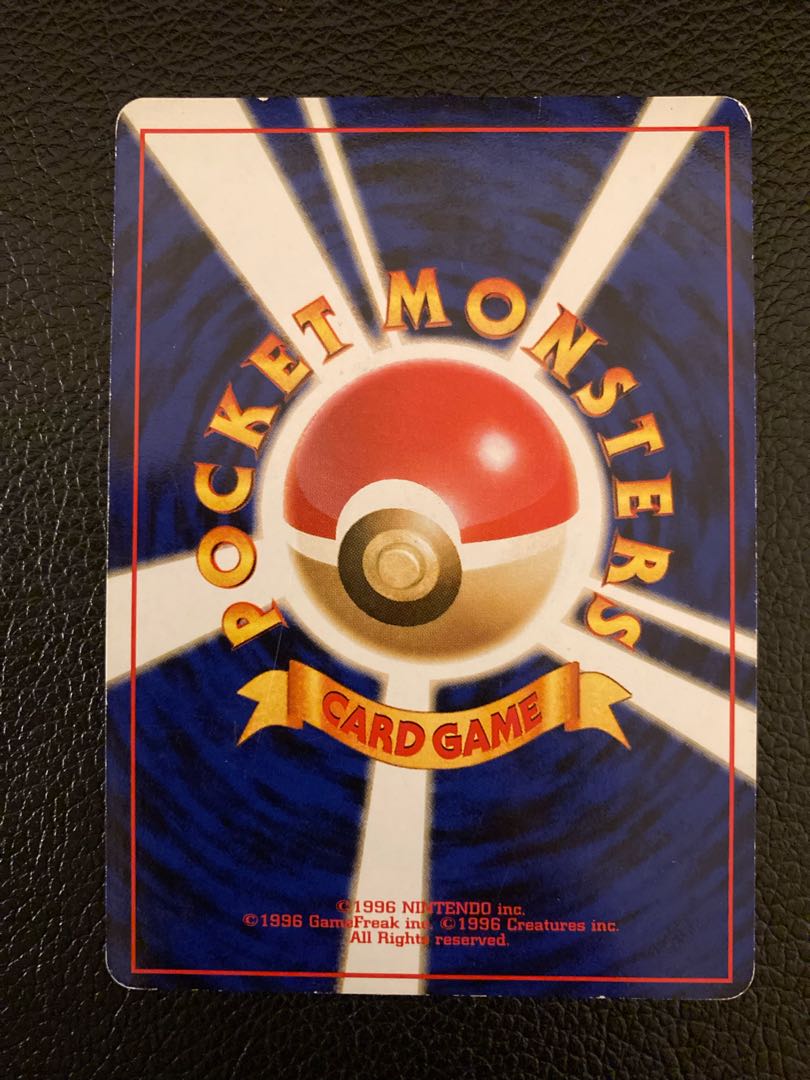 POCKET MONSTERS
CARD GAME
©1996 NINTENDO inc.
©1996 GameFreak inc. ©1996 Creatures inc.
All Rights reserved.